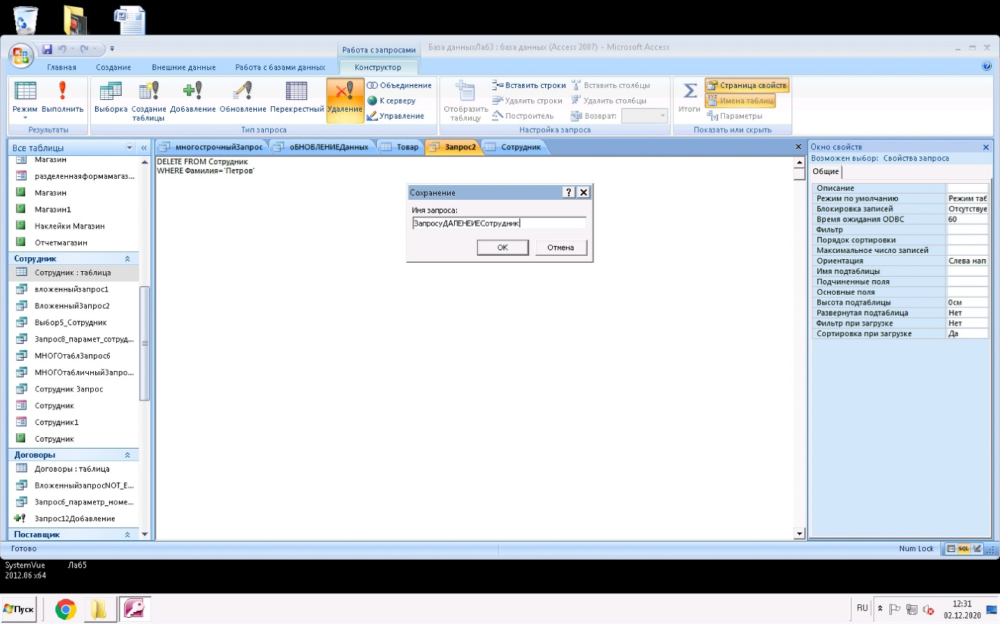 Работа с запросами
База данныхЛаб3 : база данных (Access 2007) - Microsoft Access
Главная
Создание
Внешние данные
Работа с базами данных
Конструктор
Режим
Выполнить
Результаты
Выборка
Создание таблицы
Добавление
Обновление
Перекрестный
Удаление
Объединение
К серверу
Управление
Тип запроса
Отобразить таблицу
Вставить строки
Удалить строки
Построитель
Вставить столбцы
Удалить столбцы
Возврат:
Настройка запроса
Итоги
Страница свойств
Имена таблиц
Параметры
Показать или скрыть
Все таблицы
Магазин
разделеннаяформамагаз...
Магазин
Магазин1
Наклейки Магазин
Отчетмагазин
Сотрудник
Сотрудник : таблица
вложенныйзапрос1
ВложенныйЗапрос2
Выбор5_Сотрудник
Запрос8_парамет_сотруд...
МНОГОтаблЗапрос6
МНОГОтабличныйЗапро...
Сотрудник Запрос
Сотрудник
Сотрудник1
Сотрудник
Договоры
Договоры : таблица
ВложенныйзапросNOT_E...
Запрос6_параметр_номе...
Запрос12Добавление
Поставщик
многострочныйЗапрос
оБНОВЛЕНИЕДанных
Товар
Запрос2
Сотрудник
DELETE FROM Сотрудник
WHERE Фамилия='Петров'
Сохранение
Имя запроса:
ЗапросуДАЛЕНЕИЕСотрудник
ОК
Отмена
Окно свойств
Возможен выбор: Свойства запроса
Общие
Описание
Режим по умолчанию Режим таб
Блокировка записей Отсутствуе
Время ожидания ODBC 60
Фильтр
Порядок сортировки
Максимальное число записей
Ориентация Слева нап
Имя подтаблицы
Подчиненные поля
Основные поля
Высота подтаблицы 0см
Развернутая подтаблица Нет
Фильтр при загрузке Нет
Сортировка при загрузке Да
Готово
Num Lock
SQL
SystemVue
2012.06 x64
Лаб5
Пуск
RU
12:31
02.12.2020